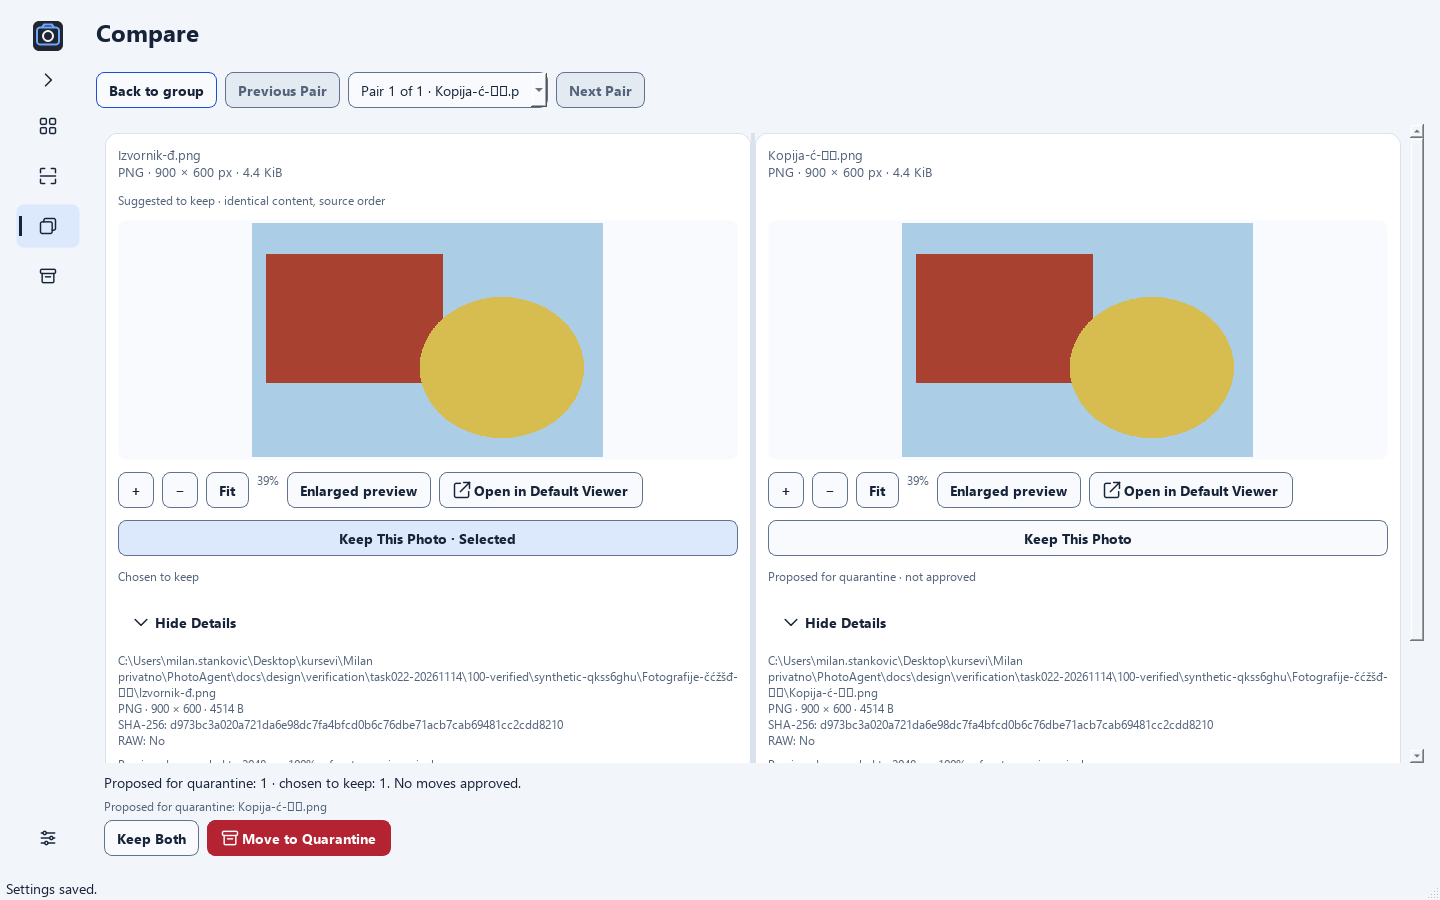 Compare
Back to group
Previous Pair
Pair 1 of 1 · Kopija-ć-▯▯.p
Next Pair
Izvornik-đ.png
PNG · 900 × 600 px · 4.4 KiB
Suggested to keep · identical content, source order
+
−
Fit
39%
Enlarged preview
Open in Default Viewer
Keep This Photo · Selected
Chosen to keep
Hide Details
C:\Users\milan.stankovic\Desktop\kursevi\Milan
privatno\PhotoAgent\docs\design\verification\task022-20261114\100-verified\synthetic-qkss6ghu\Fotografije-čćžšđ-
▯▯\Izvornik-đ.png
PNG · 900 × 600 · 4514 B
SHA-256: d973bc3a020a721da6e98dc7fa4bfcd0b6c76dbe71acb7cab69481cc2cdd8210
RAW: No
Kopija-ć-▯▯.png
PNG · 900 × 600 px · 4.4 KiB
+
−
Fit
39%
Enlarged preview
Open in Default Viewer
Keep This Photo
Proposed for quarantine · not approved
Hide Details
C:\Users\milan.stankovic\Desktop\kursevi\Milan
privatno\PhotoAgent\docs\design\verification\task022-20261114\100-verified\synthetic-qkss6ghu\Fotografije-čćžšđ-
▯▯\Kopija-ć-▯▯.png
PNG · 900 × 600 · 4514 B
SHA-256: d973bc3a020a721da6e98dc7fa4bfcd0b6c76dbe71acb7cab69481cc2cdd8210
RAW: No
Proposed for quarantine: 1 · chosen to keep: 1. No moves approved.
Proposed for quarantine: Kopija-ć-▯▯.png
Keep Both
Move to Quarantine
Settings saved.